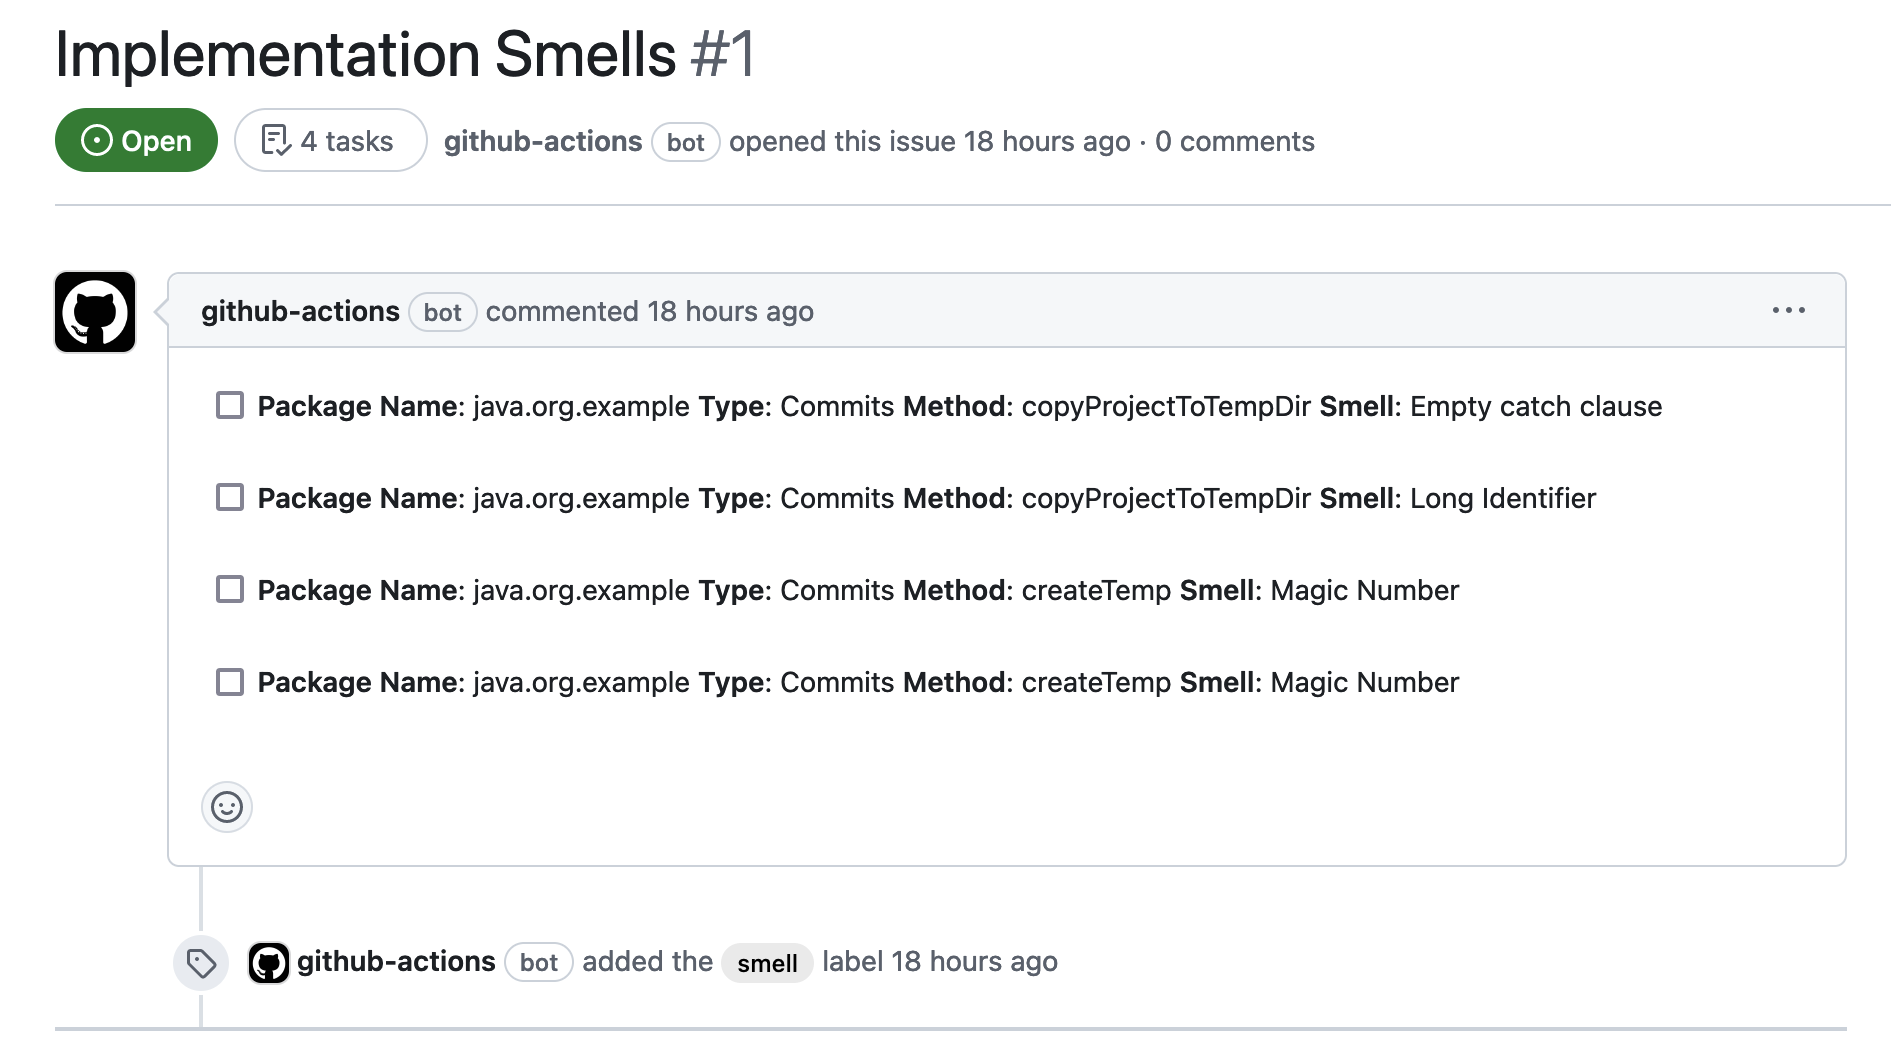 Implementation Smells #1
Open 4 tasks github-actions bot opened this issue 18 hours ago · 0 comments
github-actions bot commented 18 hours ago
Package Name: java.org.example Type: Commits Method: copyProjectToTempDir Smell: Empty catch clause
Package Name: java.org.example Type: Commits Method: copyProjectToTempDir Smell: Long Identifier
Package Name: java.org.example Type: Commits Method: createTemp Smell: Magic Number
Package Name: java.org.example Type: Commits Method: createTemp Smell: Magic Number
github-actions bot added the smell label 18 hours ago